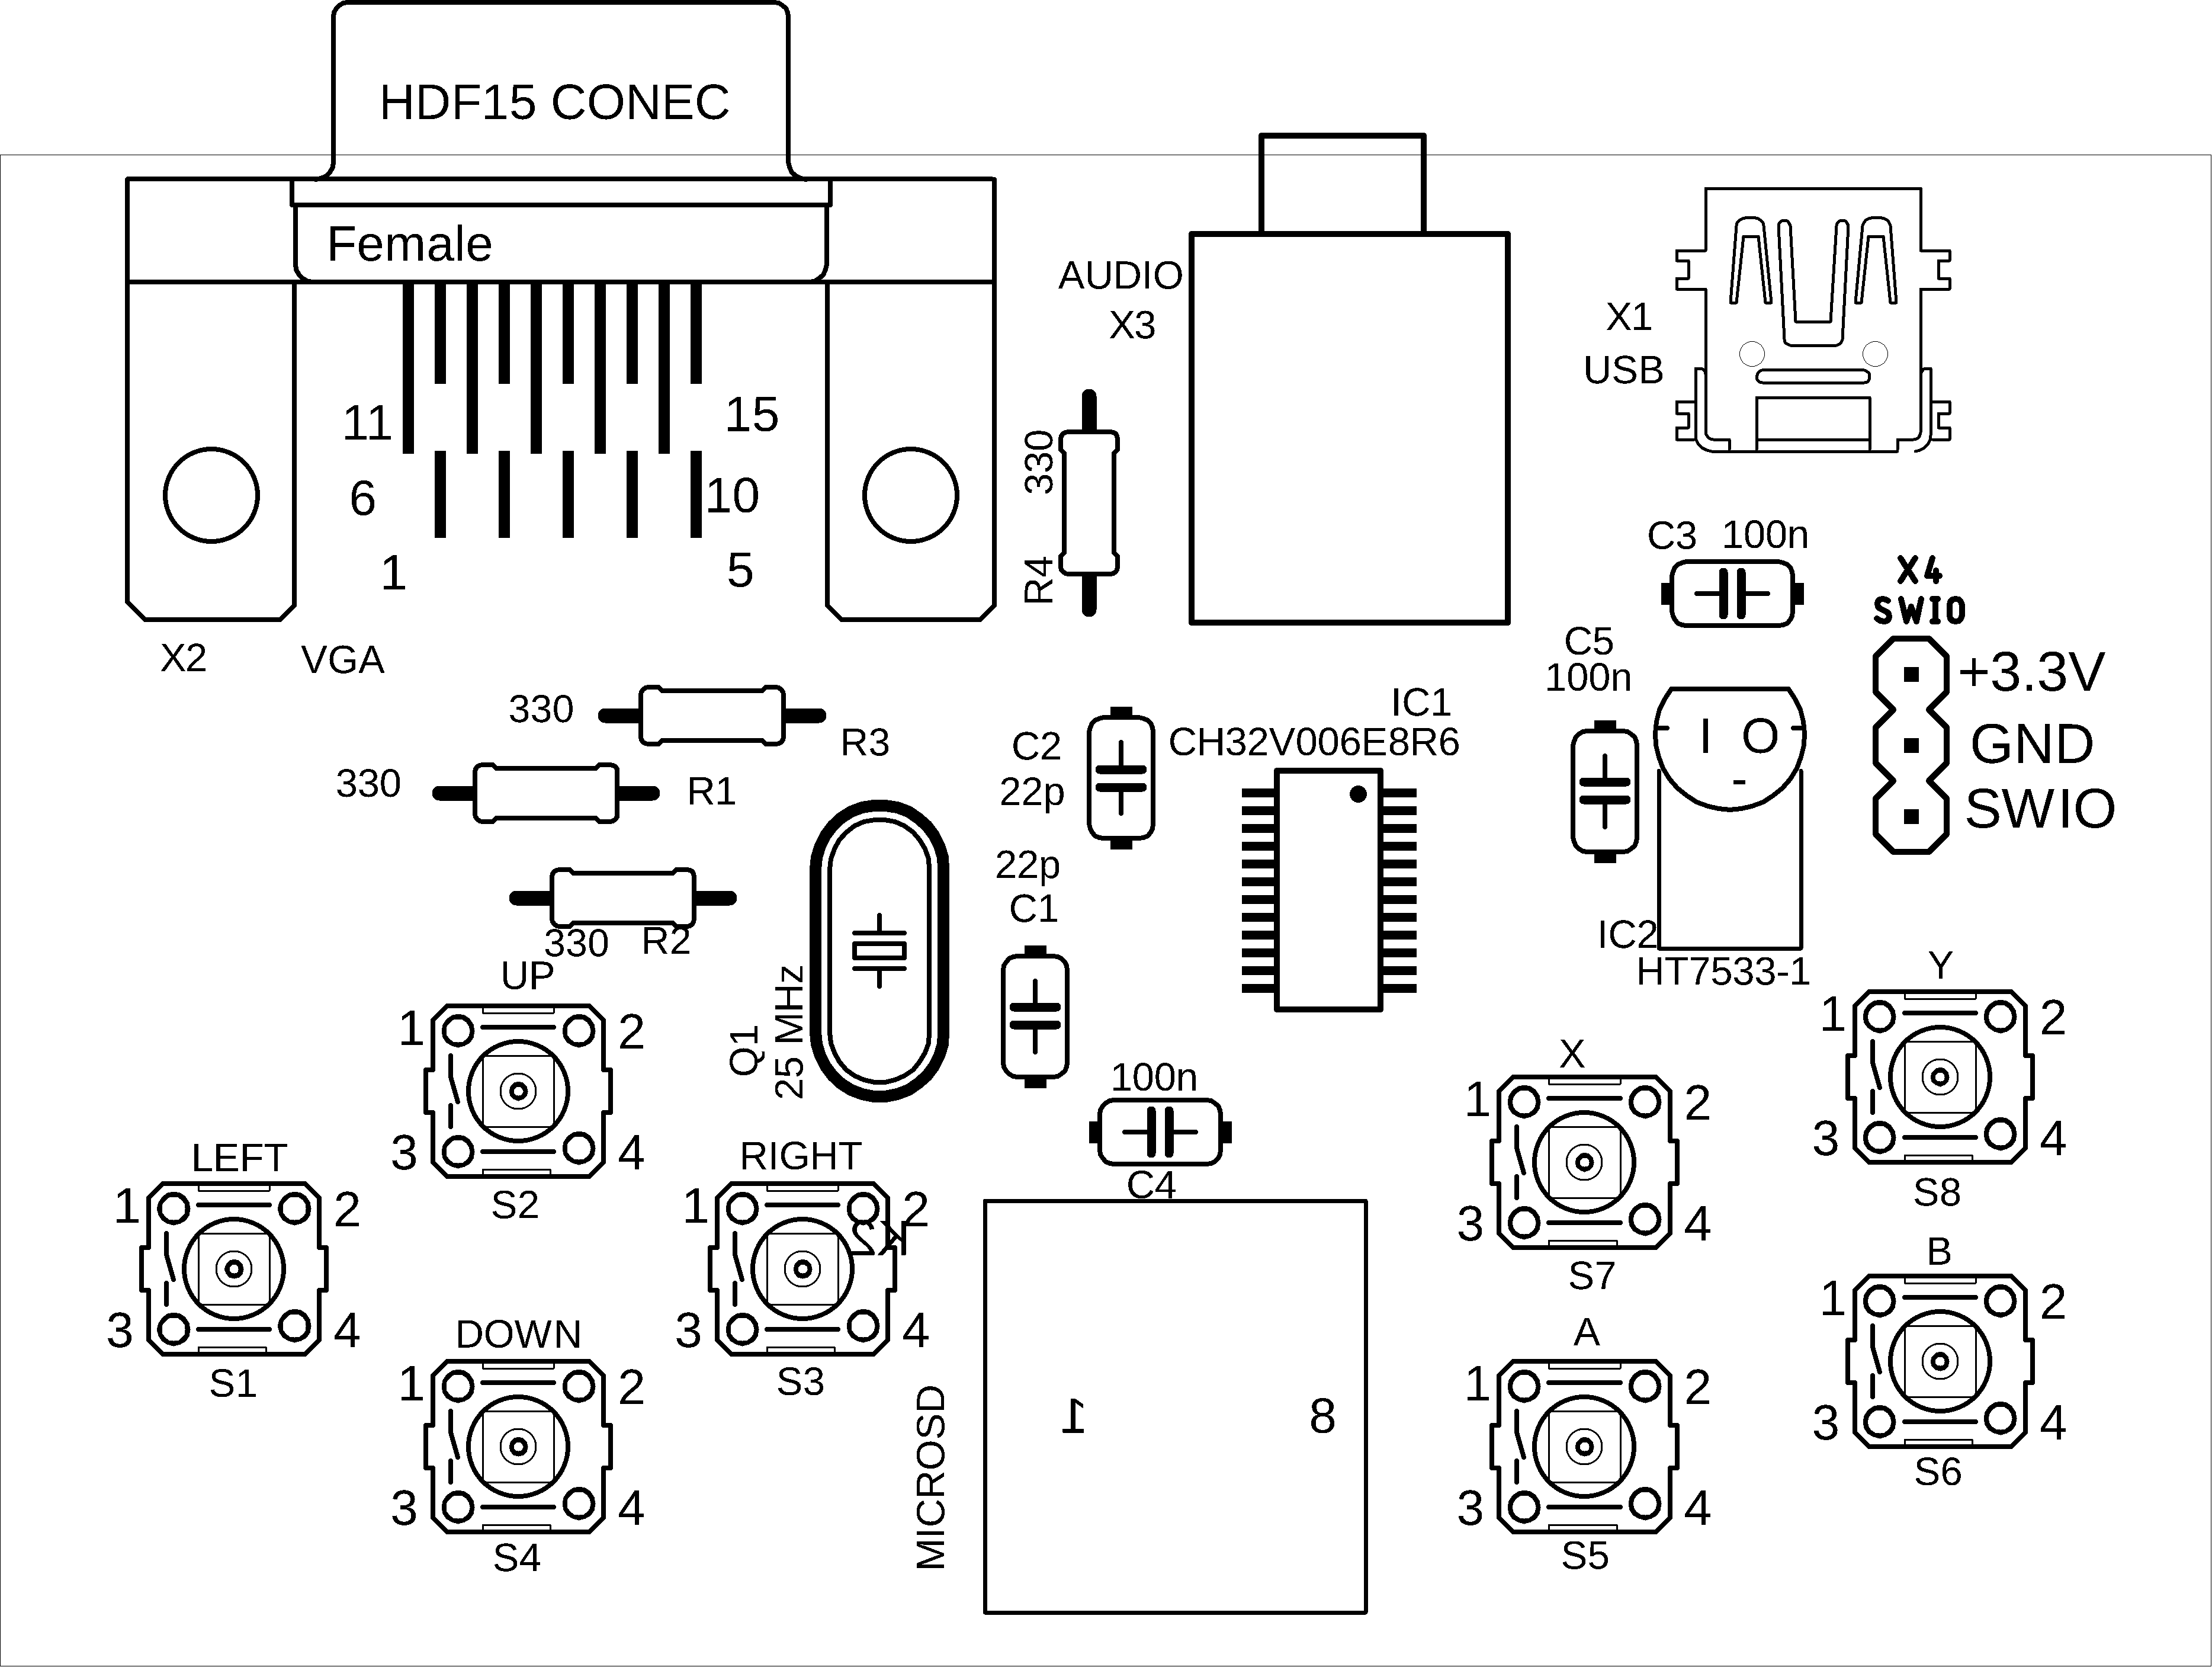 HDF15 CONEC
Female
11
15
6
10
1
5
X2
VGA
AUDIO
X3
330
R4
X1
USB
C3 100n
X4
SWIO
+3.3V
GND
SWIO
C5
100n
I O
-
IC2
HT7533-1
330
R3
330
R1
330 R2
C2
22p
22p
C1
IC1
CH32V006E8R6
Q1
25 MHz
100n
C4
UP
1 2
3 4
S2
LEFT
1 2
3 4
S1
RIGHT
1 2
3 4
S3
DOWN
1 2
3 4
S4
MICROSD
1 8
X
1 2
3 4
S7
Y
1 2
3 4
S8
A
1 2
3 4
S5
B
1 2
3 4
S6